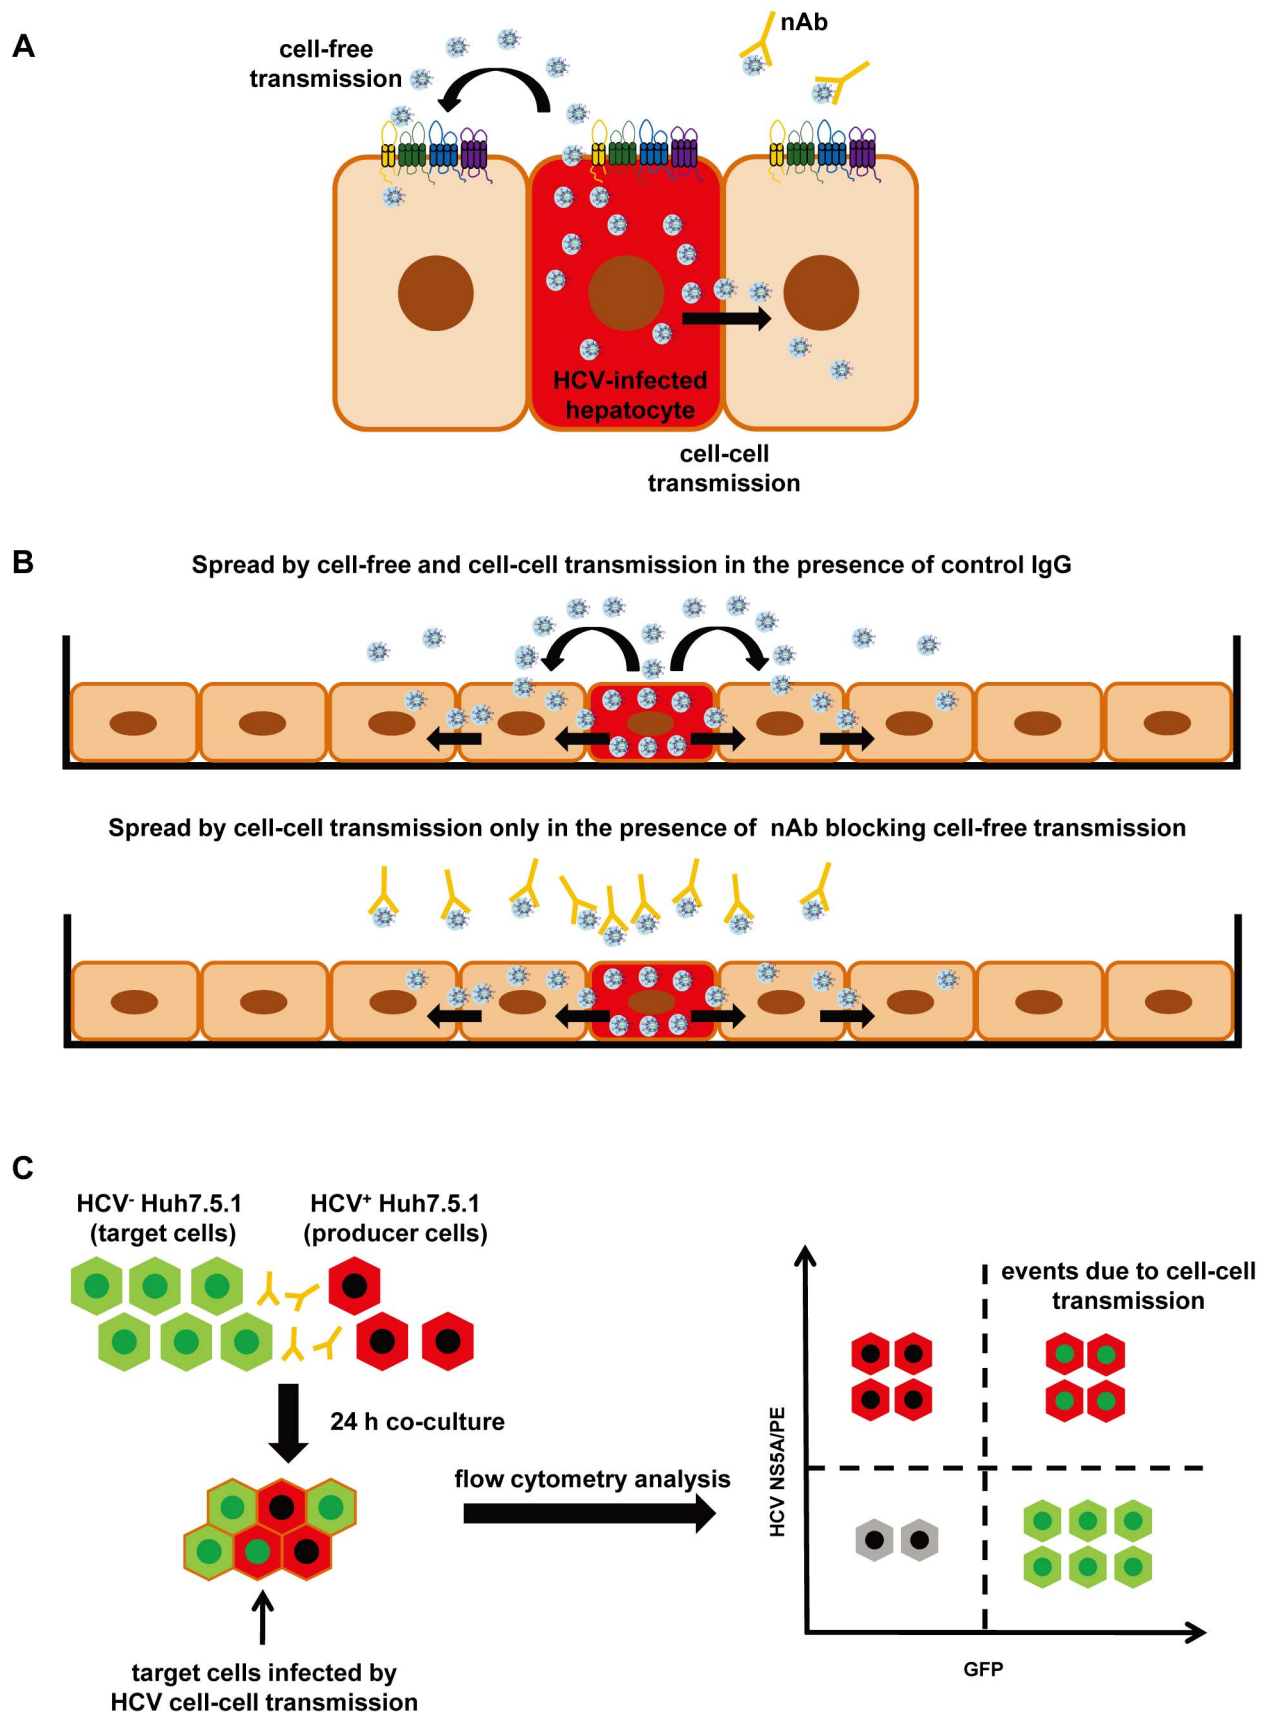 A
cell-free
transmission
nAb
HCV-infected
hepatocyte
cell-cell
transmission
B
Spread by cell-free and cell-cell transmission in the presence of control IgG
Spread by cell-cell transmission only in the presence of nAb blocking cell-free transmission
C
HCV- Huh7.5.1
(target cells)
HCV+ Huh7.5.1
(producer cells)
24 h co-culture
flow cytometry analysis
target cells infected by
HCV cell-cell transmission
events due to cell-cell
transmission
HCV NS5A/PE
GFP